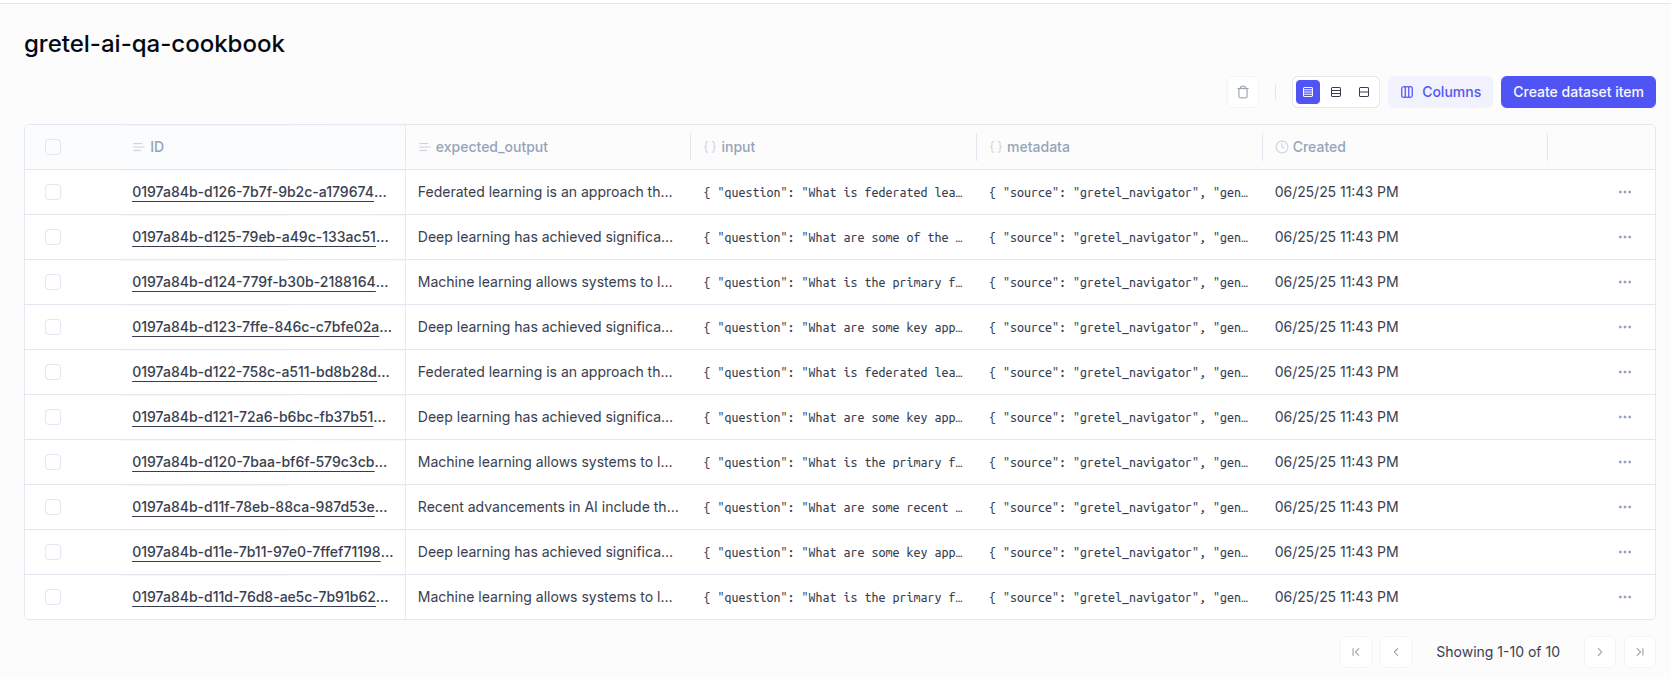 gretel-ai-qa-cookbook
Columns Create dataset item
ID expected_output {} input {} metadata Created
0197a84b-d126-7b7f-9b2c-a179674... Federated learning is an approach th... { "question": "What is federated lea… { "source": "gretel_navigator", "gen… 06/25/25 11:43 PM ...
0197a84b-d125-79eb-a49c-133ac51... Deep learning has achieved significa... { "question": "What are some of the … { "source": "gretel_navigator", "gen… 06/25/25 11:43 PM ...
0197a84b-d124-779f-b30b-2188164... Machine learning allows systems to l... { "question": "What is the primary f… { "source": "gretel_navigator", "gen… 06/25/25 11:43 PM ...
0197a84b-d123-7ffe-846c-c7bfe02a... Deep learning has achieved significa... { "question": "What are some key app… { "source": "gretel_navigator", "gen… 06/25/25 11:43 PM ...
0197a84b-d122-758c-a511-bd8b28d... Federated learning is an approach th... { "question": "What is federated lea… { "source": "gretel_navigator", "gen… 06/25/25 11:43 PM ...
0197a84b-d121-72a6-b6bc-fb37b51... Deep learning has achieved significa... { "question": "What are some key app… { "source": "gretel_navigator", "gen… 06/25/25 11:43 PM ...
0197a84b-d120-7baa-bf6f-579c3cb... Machine learning allows systems to l... { "question": "What is the primary f… { "source": "gretel_navigator", "gen… 06/25/25 11:43 PM ...
0197a84b-d11f-78eb-88ca-987d53e... Recent advancements in AI include th... { "question": "What are some recent … { "source": "gretel_navigator", "gen… 06/25/25 11:43 PM ...
0197a84b-d11e-7b11-97e0-7ffef71198... Deep learning has achieved significa... { "question": "What are some key app… { "source": "gretel_navigator", "gen… 06/25/25 11:43 PM ...
0197a84b-d11d-76d8-ae5c-7b91b62... Machine learning allows systems to l... { "question": "What is the primary f… { "source": "gretel_navigator", "gen… 06/25/25 11:43 PM ...
Showing 1-10 of 10